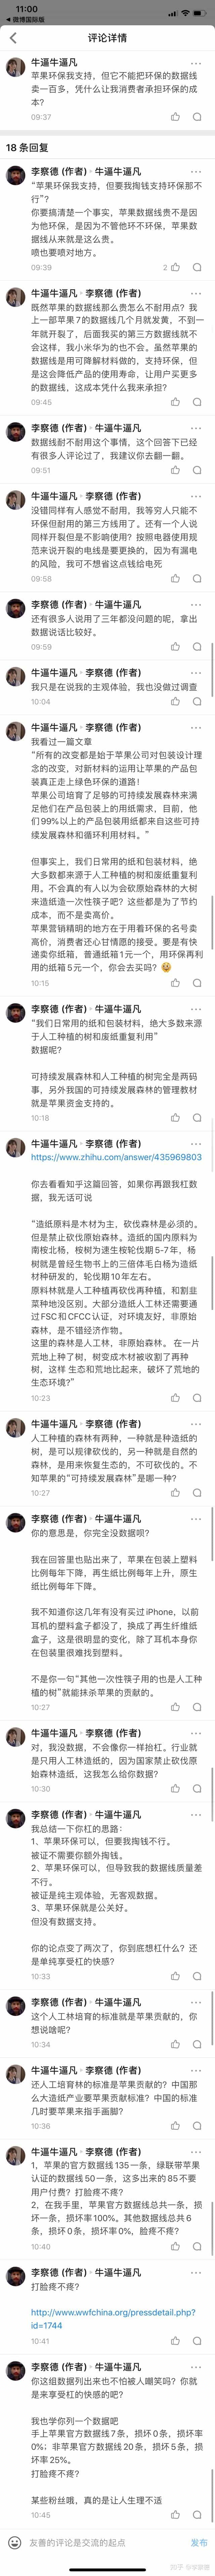 11:00
◀ 微博国际版
评论详情
牛逼牛逼凡
苹果环保我支持，但它不能把环保的数据线
卖一百多，凭什么让我消费者承担环保的成
本？
09:37
18 条回复
李察德 (作者) ▸ 牛逼牛逼凡
“苹果环保我支持，但要我掏钱支持环保那不
行”？
你要搞清楚一个事实，苹果数据线贵不是因
为他环保，是因为不管他环不环保，苹果数
据线从来就是这么贵。
喷也要喷对地方。
09:39
2
牛逼牛逼凡 ▸ 李察德 (作者)
既然苹果的数据线那么贵怎么不耐用点？我
上一部苹果7的数据线几个月就发黄，不到一
年就开裂了，后面我买的第三方数据线就不
会这样，我小米华为的也不会。虽然苹果的
数据线是用可降解材料做的，支持环保，但
是这会降低产品的使用寿命，让用户买更多
的数据线，这成本凭什么我来承担？
09:45
李察德 (作者) ▸ 牛逼牛逼凡
数据线耐不耐用这个事情，这个回答下已经
有很多人评论过了，我建议你去翻一翻。
09:51
牛逼牛逼凡 ▸ 李察德 (作者)
没错同样有人感觉不耐用，我等穷人只能不
环保但耐用的第三方线用了。还有一个人说
同样开裂但是不影响使用？按照电器使用规
范来说开裂的电线是要更换的，因为有漏电
的风险，我可不想省这点钱给电死
09:58
李察德 (作者) ▸ 牛逼牛逼凡
还有很多人说用了三年都没问题的呢，拿出
数据说话比较好。
09:59
牛逼牛逼凡 ▸ 李察德 (作者)
我只是在说我的主观体验，我也没做过调查
10:04
牛逼牛逼凡 ▸ 李察德 (作者)
我看过一篇文章
“所有的改变都是始于苹果公司对包装设计理
念的改变，对新材料的运用让苹果的产品包
装真正走上绿色环保的道路！
苹果公司培育了足够的可持续发展森林来满
足他们在产品包装上的用纸需求，目前，他
们99%以上的产品包装用纸都来自这些可持
续发展森林和循环利用材料。”
但事实上，我们日常用的纸和包装材料，绝
大多数都来源于人工种植的树和废纸重复利
用。不会真的有人以为会砍原始森林的大树
来造纸造一次性筷子吧？这些都是为了节约
成本，而不是卖高价。
苹果营销精明的地方在于用着环保的名号卖
高价，消费者还心甘情愿的接受。要是有快
递卖你纸箱，普通纸箱1元一个，用环保再利
用的纸箱5元一个，你会去买吗？
10:15
李察德 (作者) ▸ 牛逼牛逼凡
“我们日常用的纸和包装材料，绝大多数来源
于人工种植的树和废纸重复利用”
数据呢？
可持续发展森林和人工种植的树完全是两码
事，另外我国的可持续发展森林的管理教材
就是苹果资金支持的。
10:18
牛逼牛逼凡 ▸ 李察德 (作者)
https://www.zhihu.com/answer/435969803
你去看看知乎这篇回答，如果你再跟我杠数
据，我无话可说
“造纸原料是木材为主，砍伐森林是必须的。
但是禁止砍伐原始森林。造纸的国内原料为
南桉北杨，桉树为速生桉轮伐期 5-7年，杨
树就是曾经生物书上的三倍体毛白杨为造纸
材种研发的，轮伐期10年左右。
原料林就是人工种植再砍伐再种植，和割韭
菜种地没区别。大部分造纸人工林还需要通
过FSC和CFCC认证，对环境友好，非原始
森林，是不错经济作物。
这里的森林是人工林，非原始森林。在一片
荒地上种了树，树变成木材被收割了再种
树，这样 生态和荒地比起来，破坏了荒地的
生态环境？”
10:23
牛逼牛逼凡 ▸ 李察德 (作者)
人工种植的森林有两种，一种就是种造纸的
树，是可以规律砍伐的，另一种就是自然的
森林，是用来恢复生态的，不可砍伐的。不
知苹果的“可持续发展森林”是哪一种？
10:27
李察德 (作者) ▸ 牛逼牛逼凡
你的意思是，你完全没数据呗？
我在回答里也贴出来了，苹果在包装上塑料
比例每年下降，再生纸比例每年上升，原生
纸比例每年下降。
我不知道你这几年有没有买过 iPhone，以前
耳机的塑料盒子都没了，换成了再生纤维纸
盒子，这是很明显的变化，除了耳机本身你
在包装里很难找到塑料。
不是你一句“其他一次性筷子用的也是人工种
植的树”就能抹杀苹果的贡献的。
10:27
牛逼牛逼凡 ▸ 李察德 (作者)
对，我没数据，不会像你一样抬杠。行业就
是只用人工林造纸的，因为国家禁止砍伐原
始森林造纸，这我怎么给你数据？
10:30
李察德 (作者) ▸ 牛逼牛逼凡
我总结一下你杠的思路：
1、苹果环保可以，但要我掏钱不行。
被证不需要你额外掏钱。
2、苹果环保可以，但导致我的数据线质量差
不行。
被证是纯主观体验，无客观数据。
3、苹果环保就是公关好。
但没有数据支持。
你的论点变了两次了，你到底想杠什么？还
是单纯享受杠的快感？
10:33
李察德 (作者) ▸ 牛逼牛逼凡
这个人工林培育的标准就是苹果贡献的，你
想说啥呢？
10:34
牛逼牛逼凡 ▸ 李察德 (作者)
还人工培育林的标准是苹果贡献的？中国那
么大造纸产业要苹果贡献标准？中国的标准
几时要苹果来指手画脚？
10:36
牛逼牛逼凡 ▸ 李察德 (作者)
1，苹果的官方数据线135一条，绿联带苹果
认证的数据线50一条，这多出来的85不要
用户付费？打脸疼不疼？
2，在我手里，苹果官方数据线总共一条，损
坏一条，损坏率100%。其他数据线总共6
条，损坏0条，损坏率0%，脸疼不疼？
10:40
李察德 (作者) ▸ 牛逼牛逼凡
打脸疼不疼？
http://www.wwfchina.org/pressdetail.php?
id=1744
10:41
李察德 (作者) ▸ 牛逼牛逼凡
你这组数据列出来也不怕被人嘲笑吗？你就
是来享受杠的快感的吧？
我也学你列一个数据吧
手上苹果官方数据线7条，损坏0条，损坏率
0%；非苹果官方数据线20条，损坏5条，损
坏率25%。
打脸疼不疼？
某些粉丝哦，真的是让人生理不适
10:45
友善的评论是交流的起点
发布
知乎 @李察德